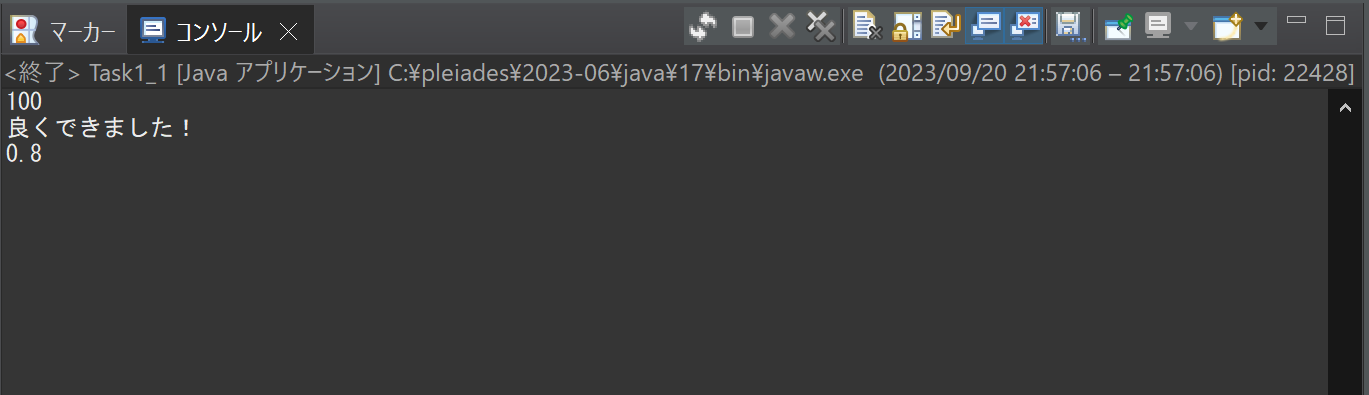 マーカー
コンソール
<終了> Task1_1 [Java アプリケーション] C:¥pleiades¥2023-06¥java¥17¥bin¥javaw.exe (2023/09/20 21:57:06 – 21:57:06) [pid: 22428]
100
良くできました！
0.8